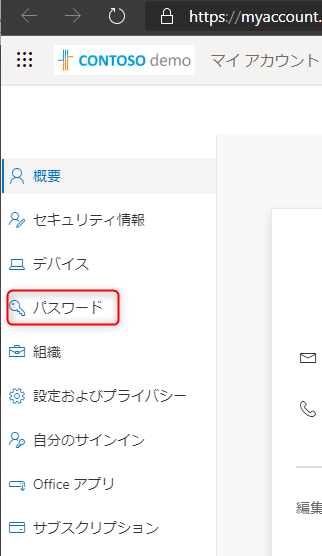 https://myaccount.
CONTOSO demo マイ アカウント
概要
セキュリティ情報
デバイス
パスワード
組織
設定およびプライバシー
自分のサインイン
Office アプリ
サブスクリプション
編集